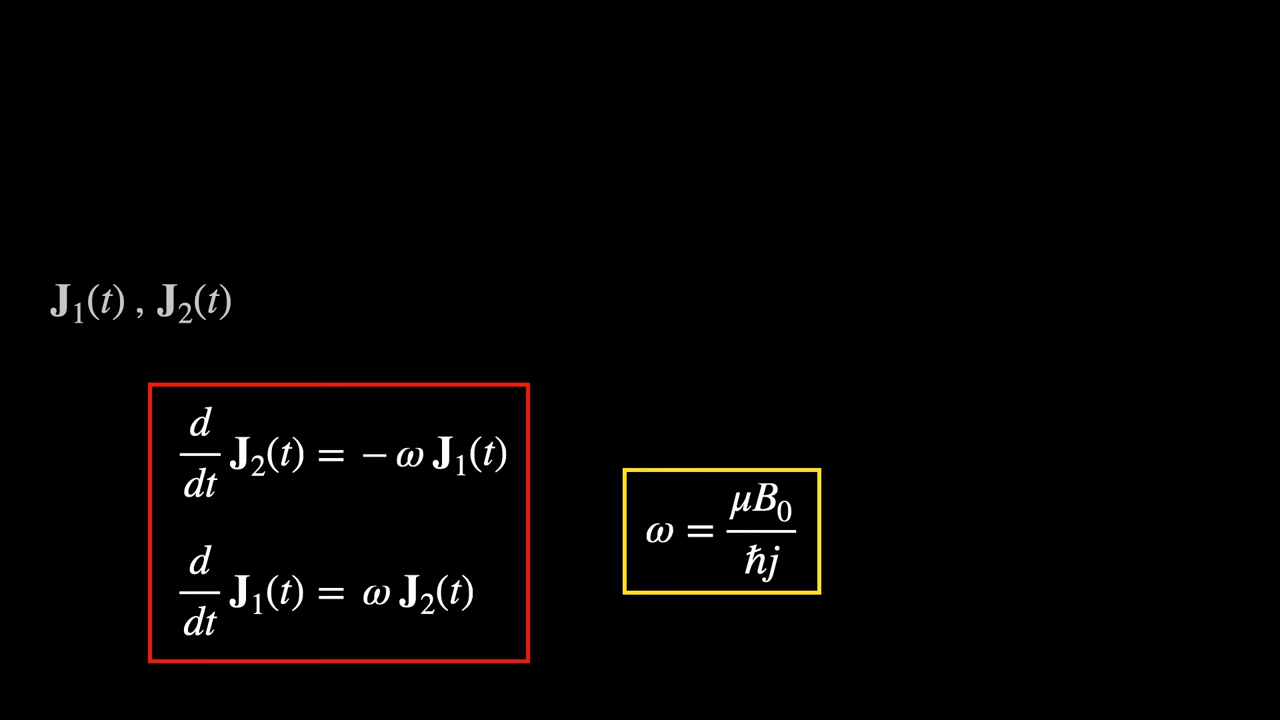 𝐉₁(t) , 𝐉₂(t)
d/dt 𝐉₂(t) = − ω 𝐉₁(t)
ω = μB₀/ℏj
d/dt 𝐉₁(t) = ω 𝐉₂(t)